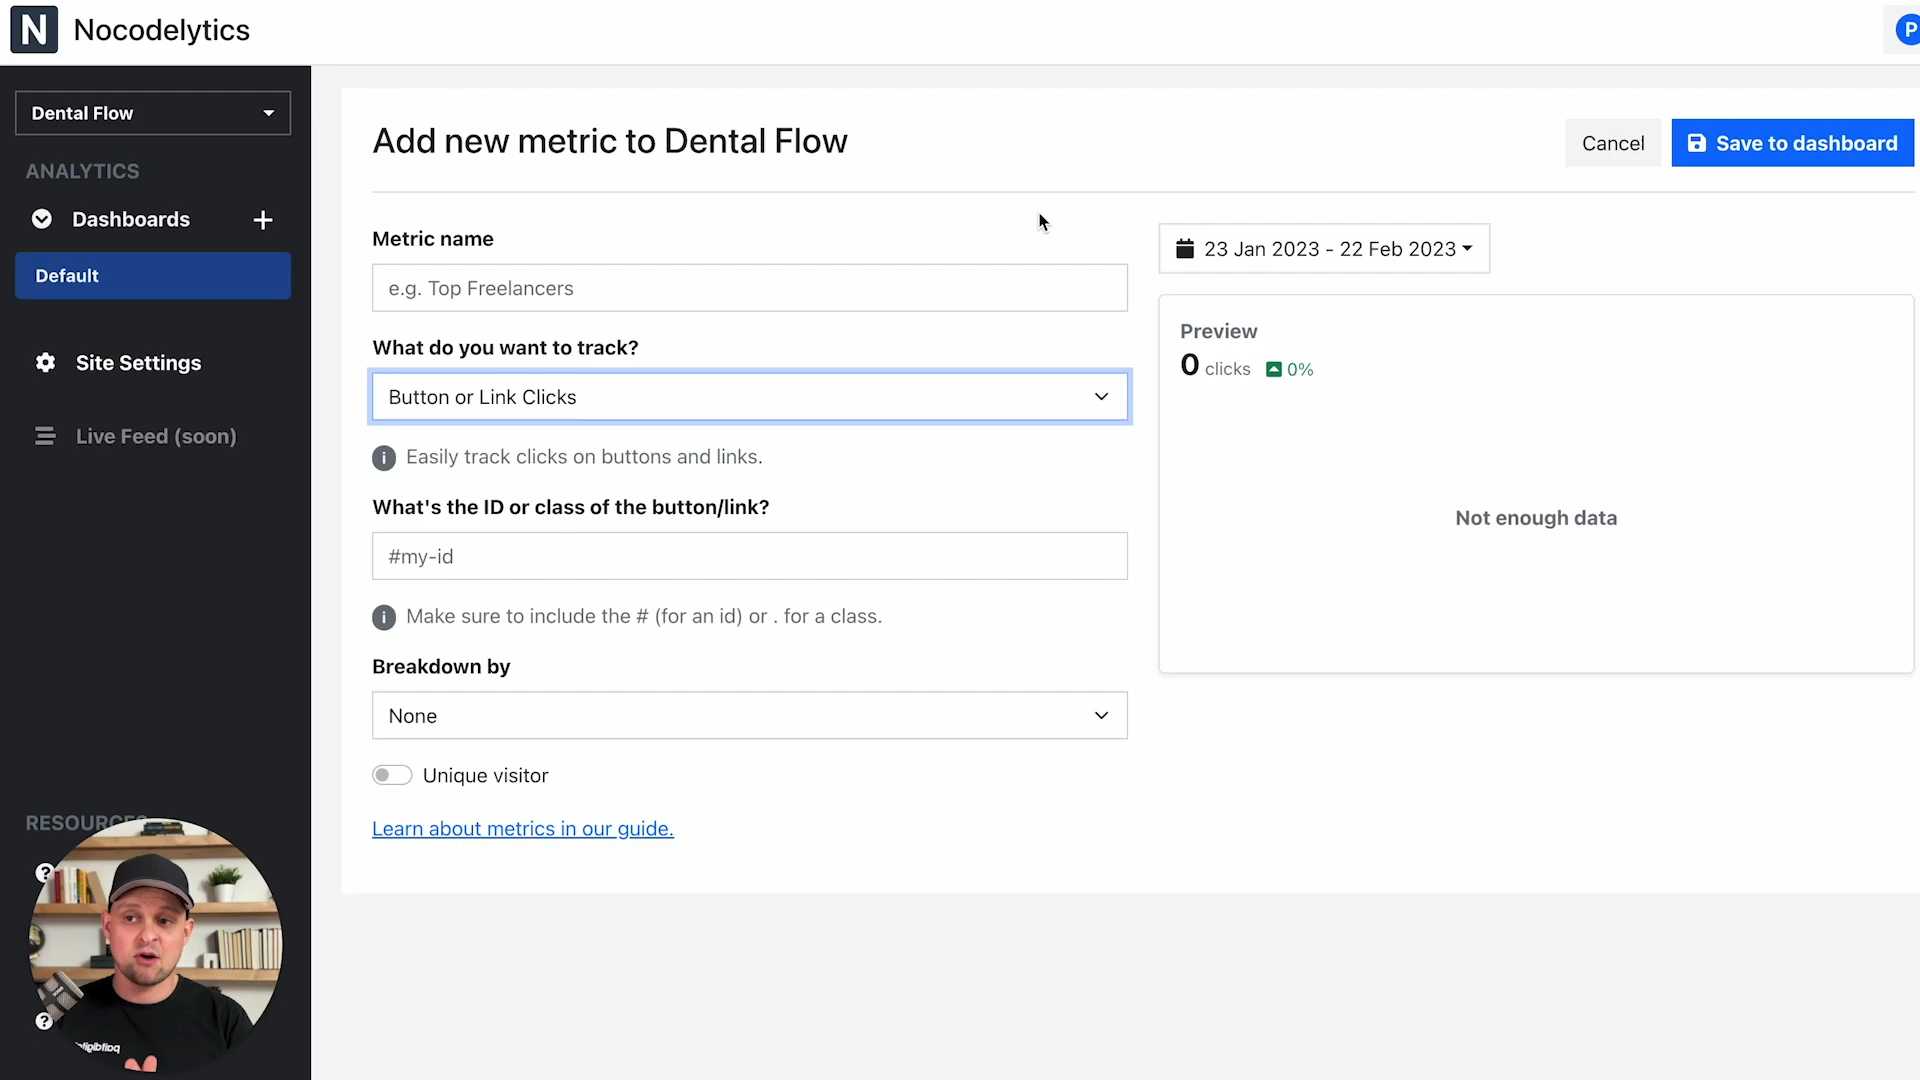 N Nocodelytics
P
Dental Flow
ANALYTICS
Dashboards
Default
Site Settings
Live Feed (soon)
RESOURCES
?
?
Add new metric to Dental Flow
Cancel
Save to dashboard
Metric name
e.g. Top Freelancers
What do you want to track?
Button or Link Clicks
Easily track clicks on buttons and links.
What's the ID or class of the button/link?
#my-id
Make sure to include the # (for an id) or . for a class.
Breakdown by
None
Unique visitor
Learn about metrics in our guide.
23 Jan 2023 - 22 Feb 2023
Preview
0 clicks 0%
Not enough data